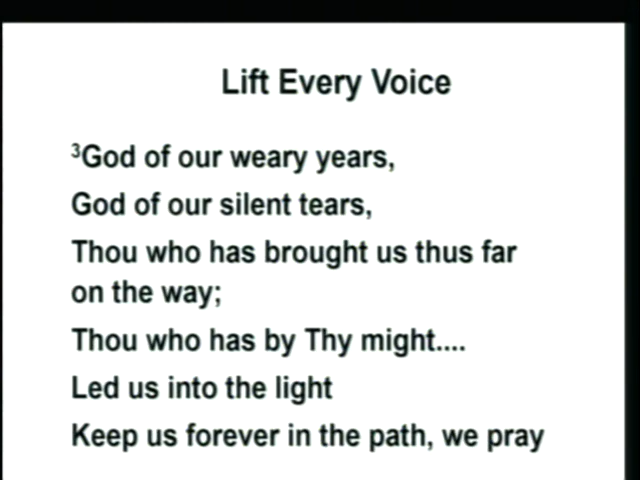 Lift Every Voice
³God of our weary years,
God of our silent tears,
Thou who has brought us thus far
on the way;
Thou who has by Thy might....
Led us into the light
Keep us forever in the path, we pray